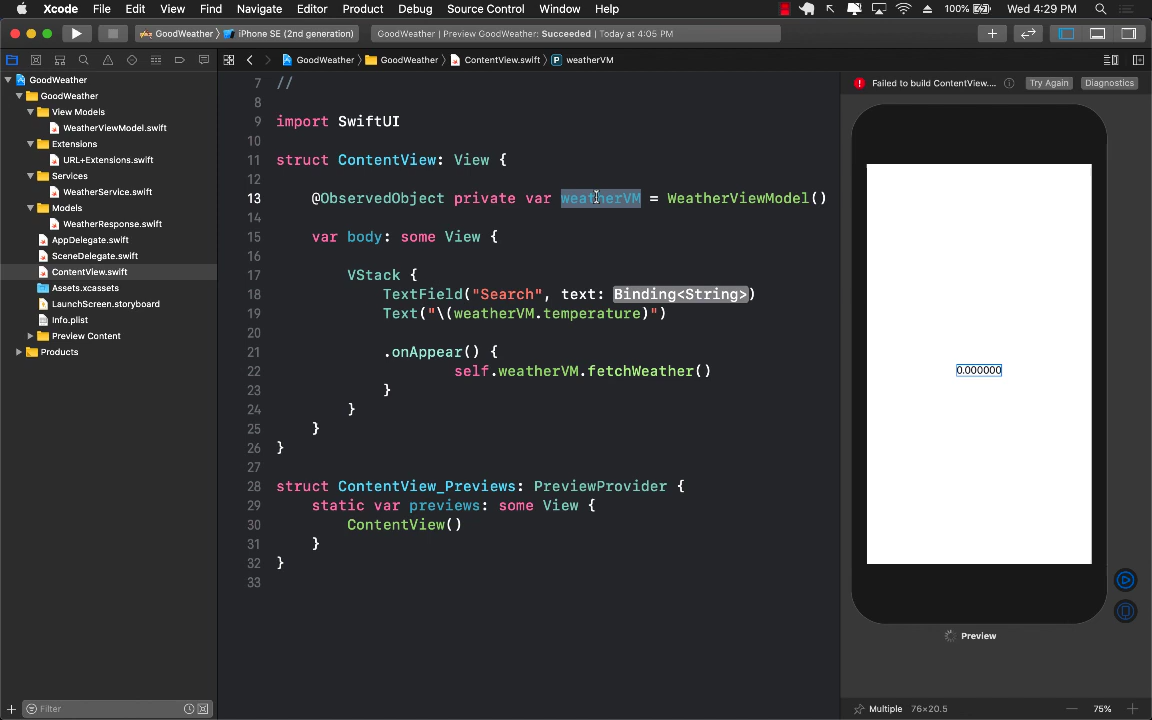 Xcode File Edit View Find Navigate Editor Product Debug Source Control Window Help 100% Wed 4:29 PM
GoodWeather iPhone SE (2nd generation) GoodWeather | Preview GoodWeather: Succeeded | Today at 4:05 PM
GoodWeather GoodWeather ContentView.swift P weatherVM
GoodWeather
GoodWeather
View Models
WeatherViewModel.swift
Extensions
URL+Extensions.swift
Services
WeatherService.swift
Models
WeatherResponse.swift
AppDelegate.swift
SceneDelegate.swift
ContentView.swift
Assets.xcassets
LaunchScreen.storyboard
Info.plist
Preview Content
Products
Filter
7 //
8
9 import SwiftUI
10
11 struct ContentView: View {
12
13 @ObservedObject private var weatherVM = WeatherViewModel()
14
15 var body: some View {
16
17 VStack {
18 TextField("Search", text: Binding<String>)
19 Text("\(weatherVM.temperature)")
20
21 .onAppear() {
22 self.weatherVM.fetchWeather()
23 }
24 }
25 }
26 }
27
28 struct ContentView_Previews: PreviewProvider {
29 static var previews: some View {
30 ContentView()
31 }
32 }
33
Failed to build ContentView.... Try Again Diagnostics
0.000000
Preview
Multiple 76×20.5 75%